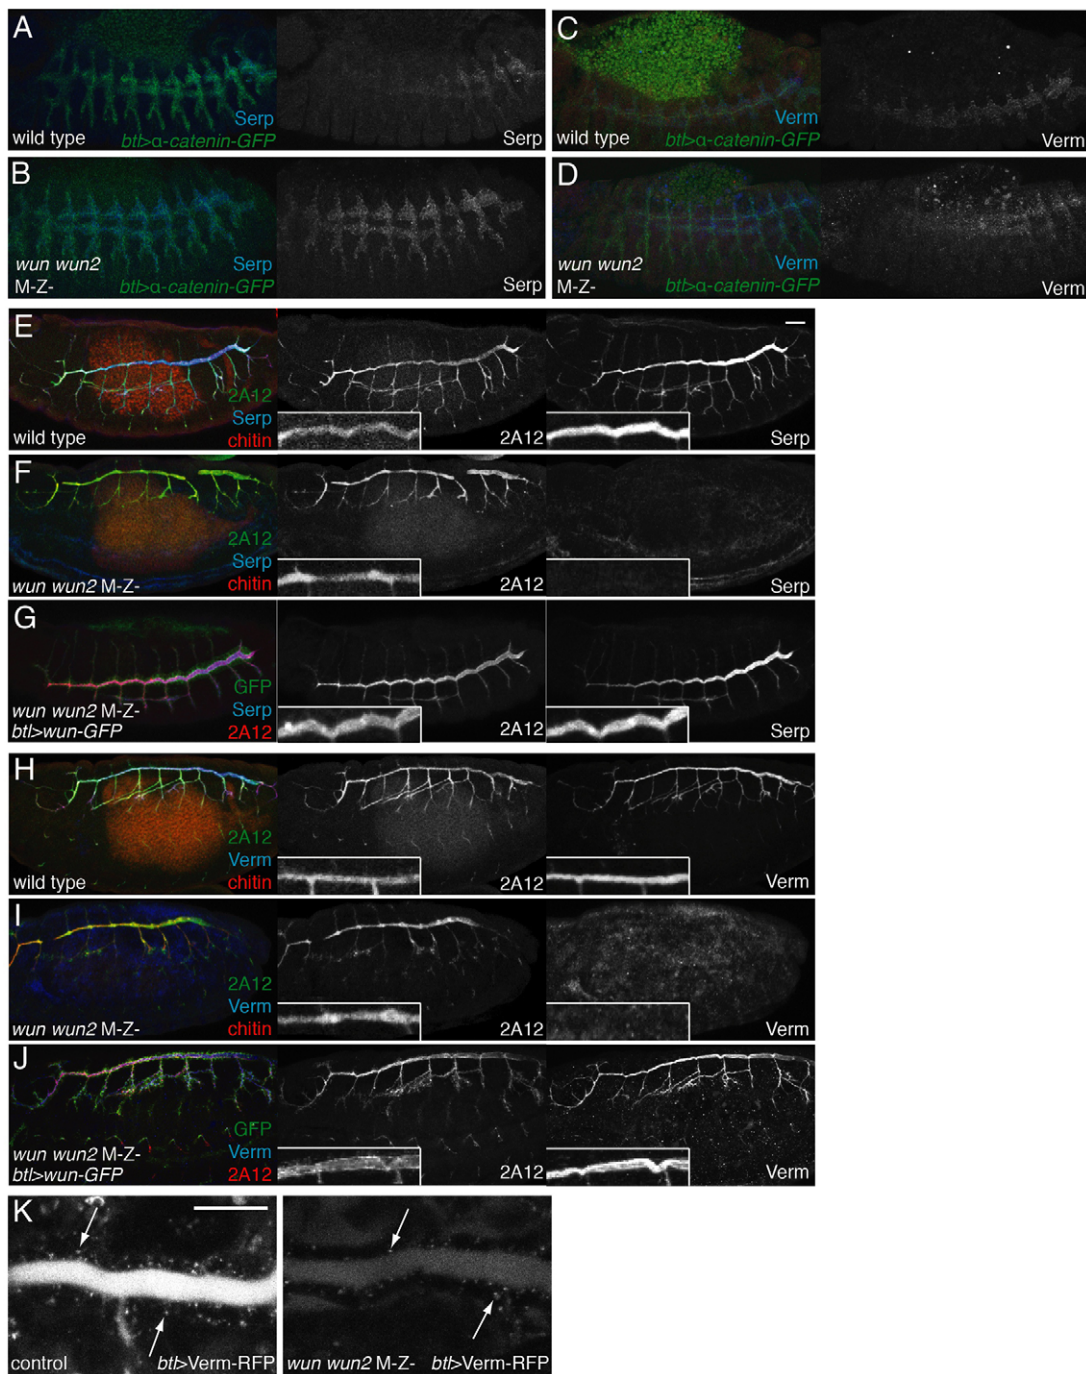 A
Serp
wild type
btl>α-catenin-GFP
Serp
C
Verm
wild type
btl>α-catenin-GFP
Verm
B
wun wun2
Serp
M-Z-
btl>α-catenin-GFP
Serp
D
wun wun2
Verm
M-Z-
btl>α-catenin-GFP
Verm
E
2A12
Serp
wild type
chitin
2A12
Serp
F
2A12
Serp
wun wun2 M-Z-
chitin
2A12
Serp
G
GFP
wun wun2 M-Z-
Serp
btl>wun-GFP
2A12
2A12
Serp
H
2A12
Verm
wild type
chitin
2A12
Verm
I
2A12
Verm
wun wun2 M-Z-
chitin
2A12
Verm
J
GFP
wun wun2 M-Z-
Verm
btl>wun-GFP
2A12
2A12
Verm
K
control
btl>Verm-RFP
wun wun2 M-Z-
btl>Verm-RFP